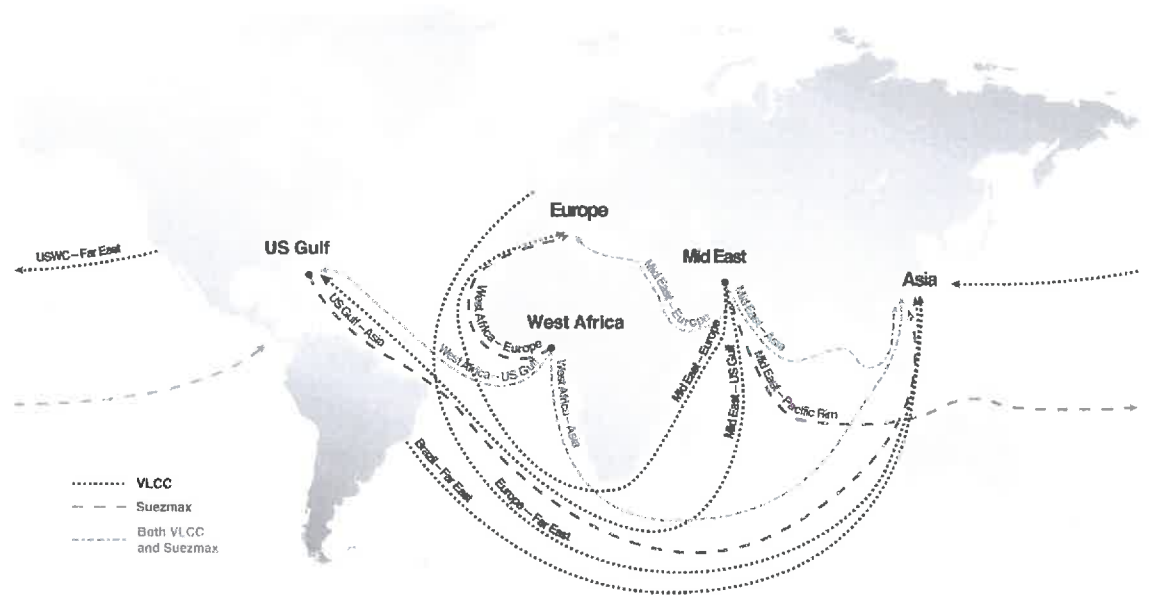 Europe
USWC – Far East
US Gulf
Mid East
Asia
Mid East – Europe
Mid East – Asia
West Africa – Europe
US Gulf – Asia
West Africa
West Africa – US Gulf
West Africa – Asia
Mid East – Europe
Mid East – US Gulf
Mid East – Pacific Rim
Brazil – Far East
Europe – Far East
VLCC
Suezmax
Both VLCC
and Suezmax